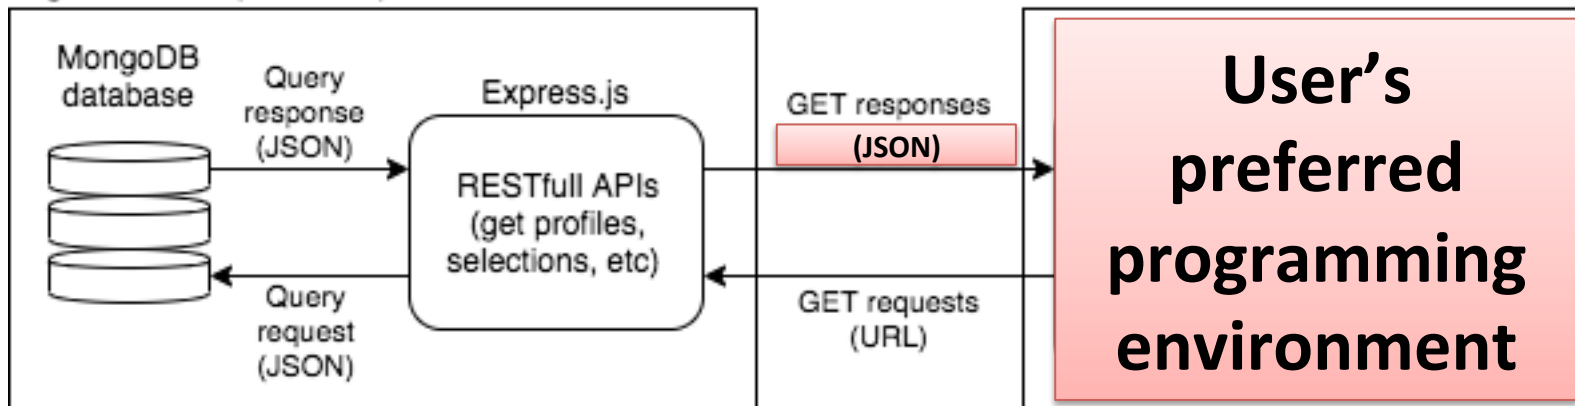 MongoDB
database
Query
response
(JSON)
Express.js
RESTfull APIs
(get profiles,
selections, etc)
Query
request
(JSON)
GET responses
(JSON)
GET requests
(URL)
User’s
preferred
programming
environment